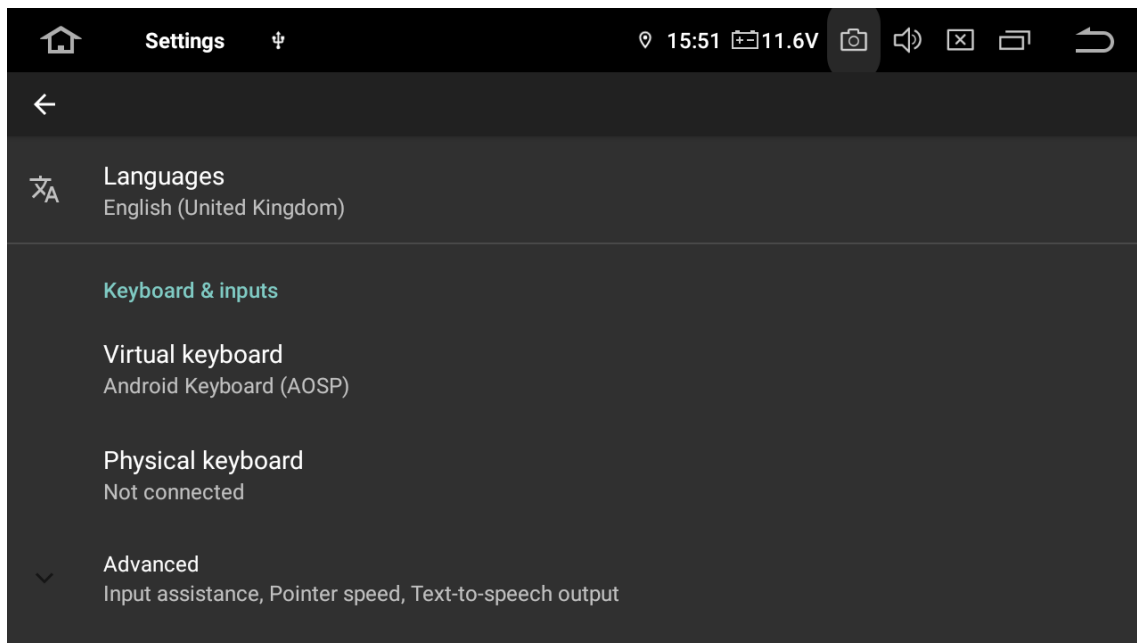 Settings
15:51 11.6V
Languages
English (United Kingdom)
Keyboard & inputs
Virtual keyboard
Android Keyboard (AOSP)
Physical keyboard
Not connected
Advanced
Input assistance, Pointer speed, Text-to-speech output